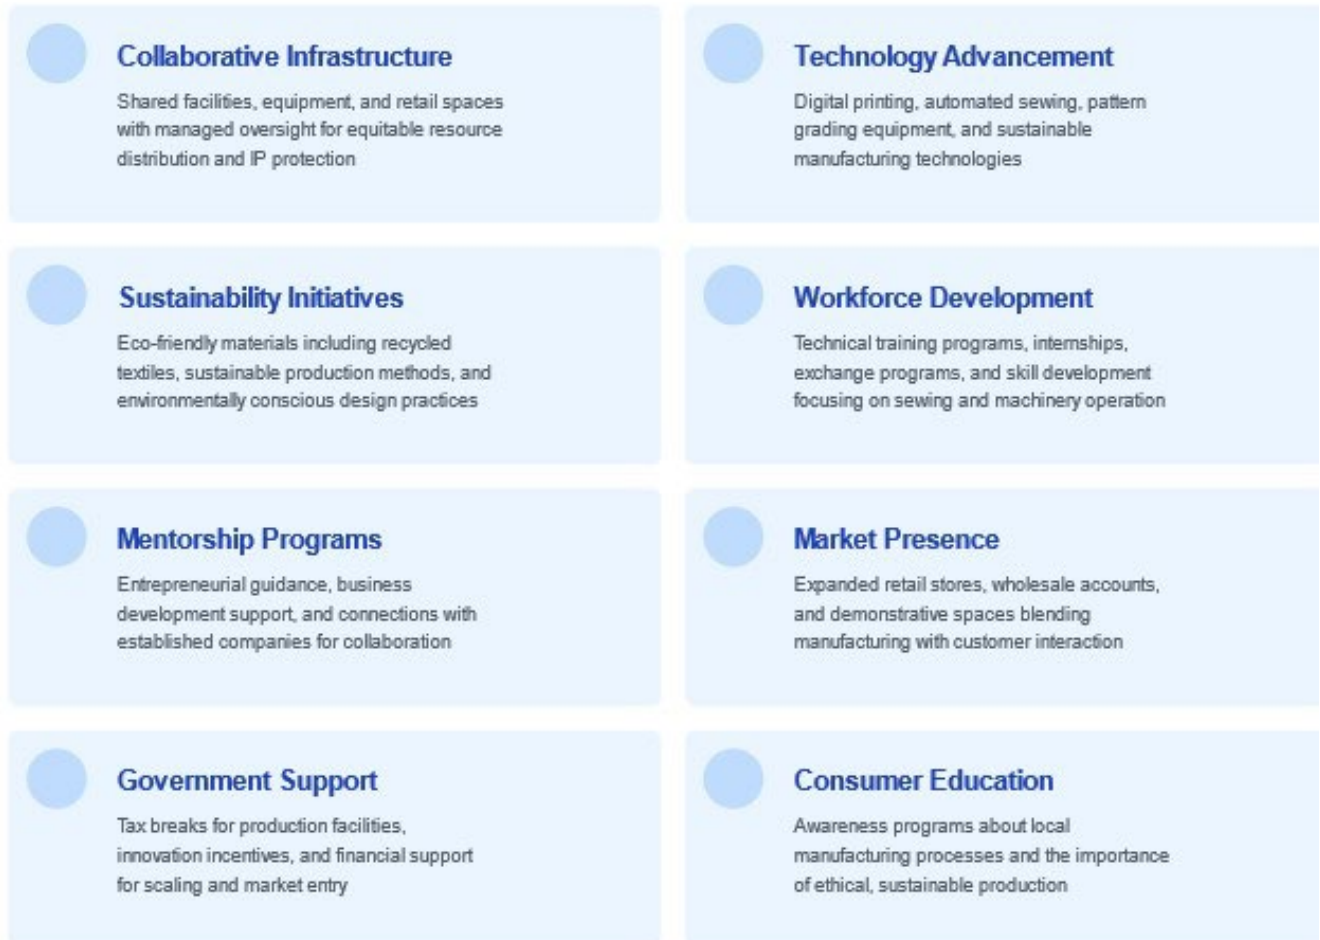 Collaborative Infrastructure
Shared facilities, equipment, and retail spaces
with managed oversight for equitable resource
distribution and IP protection
Technology Advancement
Digital printing, automated sewing, pattern
grading equipment, and sustainable
manufacturing technologies
Sustainability Initiatives
Eco-friendly materials including recycled
textiles, sustainable production methods, and
environmentally conscious design practices
Workforce Development
Technical training programs, internships,
exchange programs, and skill development
focusing on sewing and machinery operation
Mentorship Programs
Entrepreneurial guidance, business
development support, and connections with
established companies for collaboration
Market Presence
Expanded retail stores, wholesale accounts,
and demonstrative spaces blending
manufacturing with customer interaction
Government Support
Tax breaks for production facilities,
innovation incentives, and financial support
for scaling and market entry
Consumer Education
Awareness programs about local
manufacturing processes and the importance
of ethical, sustainable production